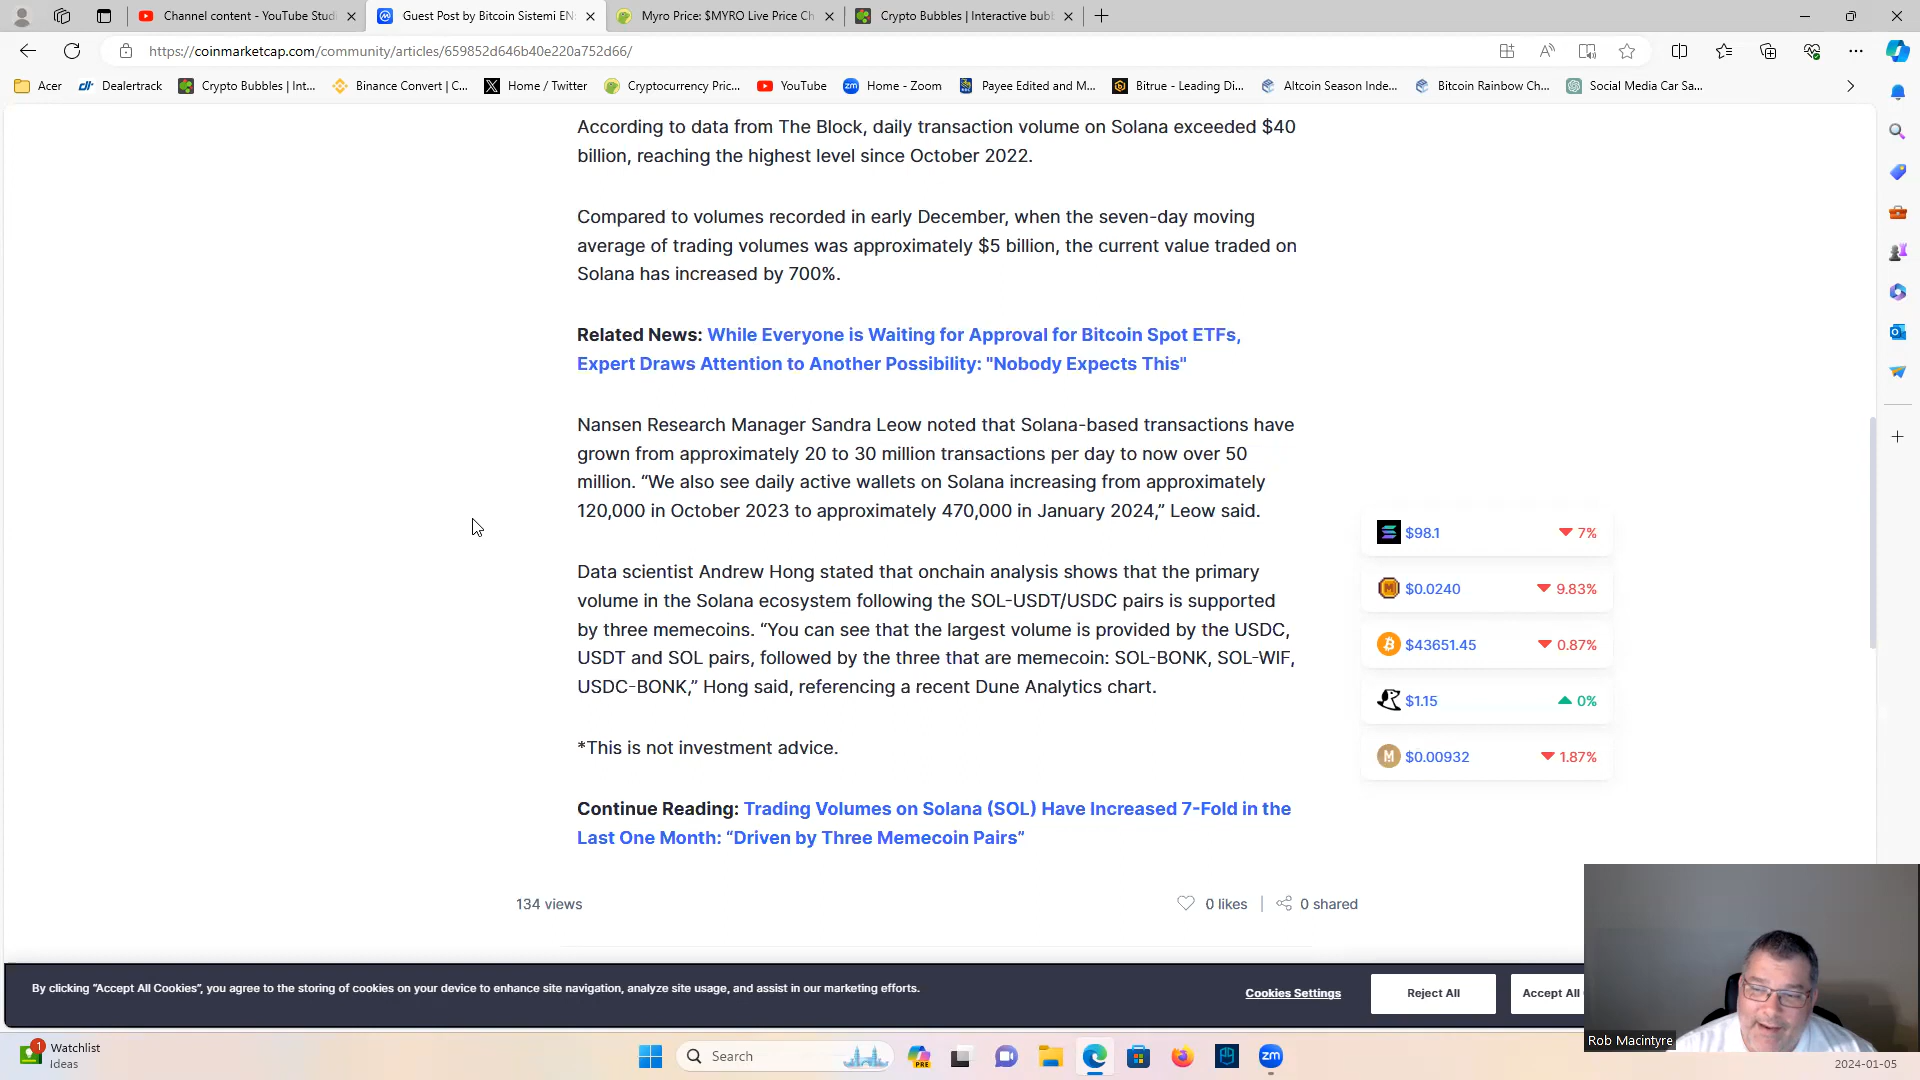 Channel content - YouTube Stud
Guest Post by Bitcoin Sistemi EN:
Myro Price: $MYRO Live Price Ch
Crypto Bubbles | Interactive bub
https://coinmarketcap.com/community/articles/659852d646b40e220a752d66/
Acer
Dealertrack
Crypto Bubbles | Int...
Binance Convert | C...
Home / Twitter
Cryptocurrency Pric...
YouTube
Home - Zoom
Payee Edited and M...
Bitrue - Leading Di...
Altcoin Season Inde...
Bitcoin Rainbow Ch...
Social Media Car Sa...
According to data from The Block, daily transaction volume on Solana exceeded $40
billion, reaching the highest level since October 2022.
Compared to volumes recorded in early December, when the seven-day moving
average of trading volumes was approximately $5 billion, the current value traded on
Solana has increased by 700%.
Related News: While Everyone is Waiting for Approval for Bitcoin Spot ETFs,
Expert Draws Attention to Another Possibility: "Nobody Expects This"
Nansen Research Manager Sandra Leow noted that Solana-based transactions have
grown from approximately 20 to 30 million transactions per day to now over 50
million. “We also see daily active wallets on Solana increasing from approximately
120,000 in October 2023 to approximately 470,000 in January 2024,” Leow said.
Data scientist Andrew Hong stated that onchain analysis shows that the primary
volume in the Solana ecosystem following the SOL-USDT/USDC pairs is supported
by three memecoins. “You can see that the largest volume is provided by the USDC,
USDT and SOL pairs, followed by the three that are memecoin: SOL-BONK, SOL-WIF,
USDC-BONK,” Hong said, referencing a recent Dune Analytics chart.
*This is not investment advice.
Continue Reading: Trading Volumes on Solana (SOL) Have Increased 7-Fold in the
Last One Month: “Driven by Three Memecoin Pairs”
134 views
0 likes
0 shared
$98.1 7%
$0.0240 9.83%
$43651.45 0.87%
$1.15 0%
$0.00932 1.87%
By clicking “Accept All Cookies”, you agree to the storing of cookies on your device to enhance site navigation, analyze site usage, and assist in our marketing efforts.
Cookies Settings
Reject All
Accept All
Rob Macintyre
1
Watchlist
Ideas
Search
PRE
zm
2024-01-05